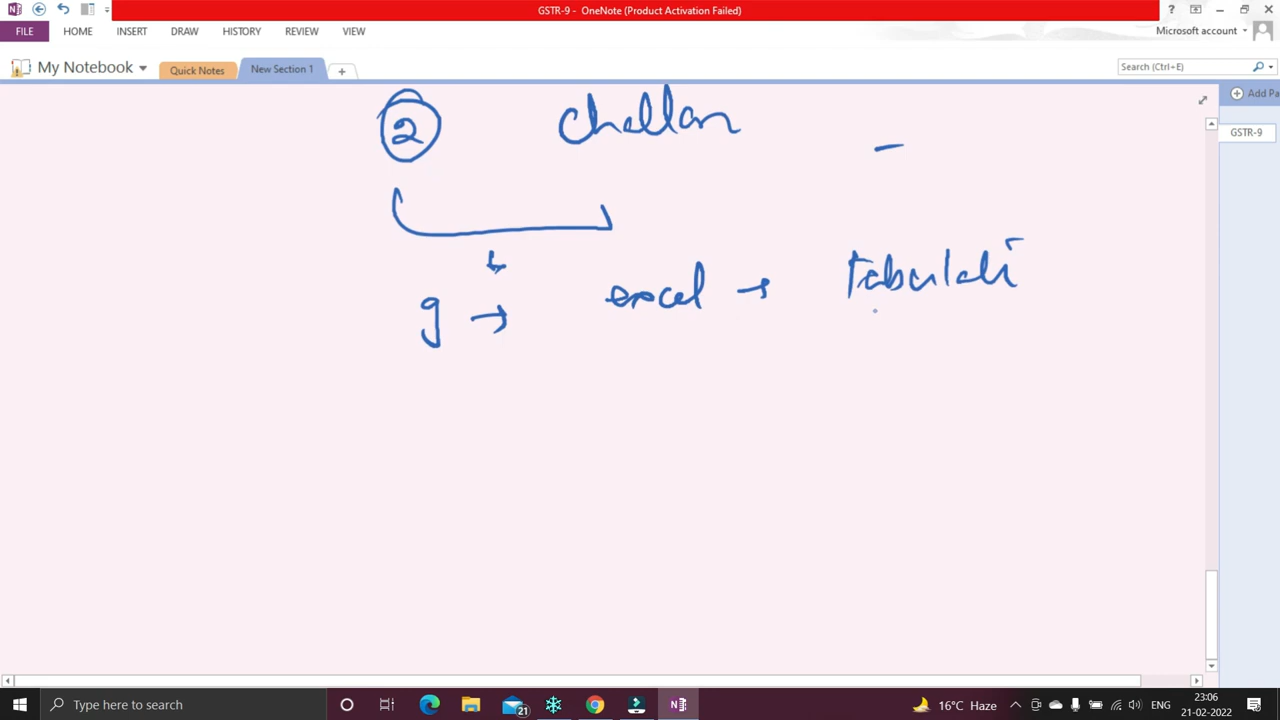 GSTR-9 - OneNote (Product Activation Failed)
FILE HOME INSERT DRAW HISTORY REVIEW VIEW
Microsoft account
My Notebook Quick Notes New Section 1 +
Search (Ctrl+E)
Add Pa
GSTR-9
2 challan -
9 → excel → tabulati
Type here to search
21
16°C Haze
ENG
23:06
21-02-2022